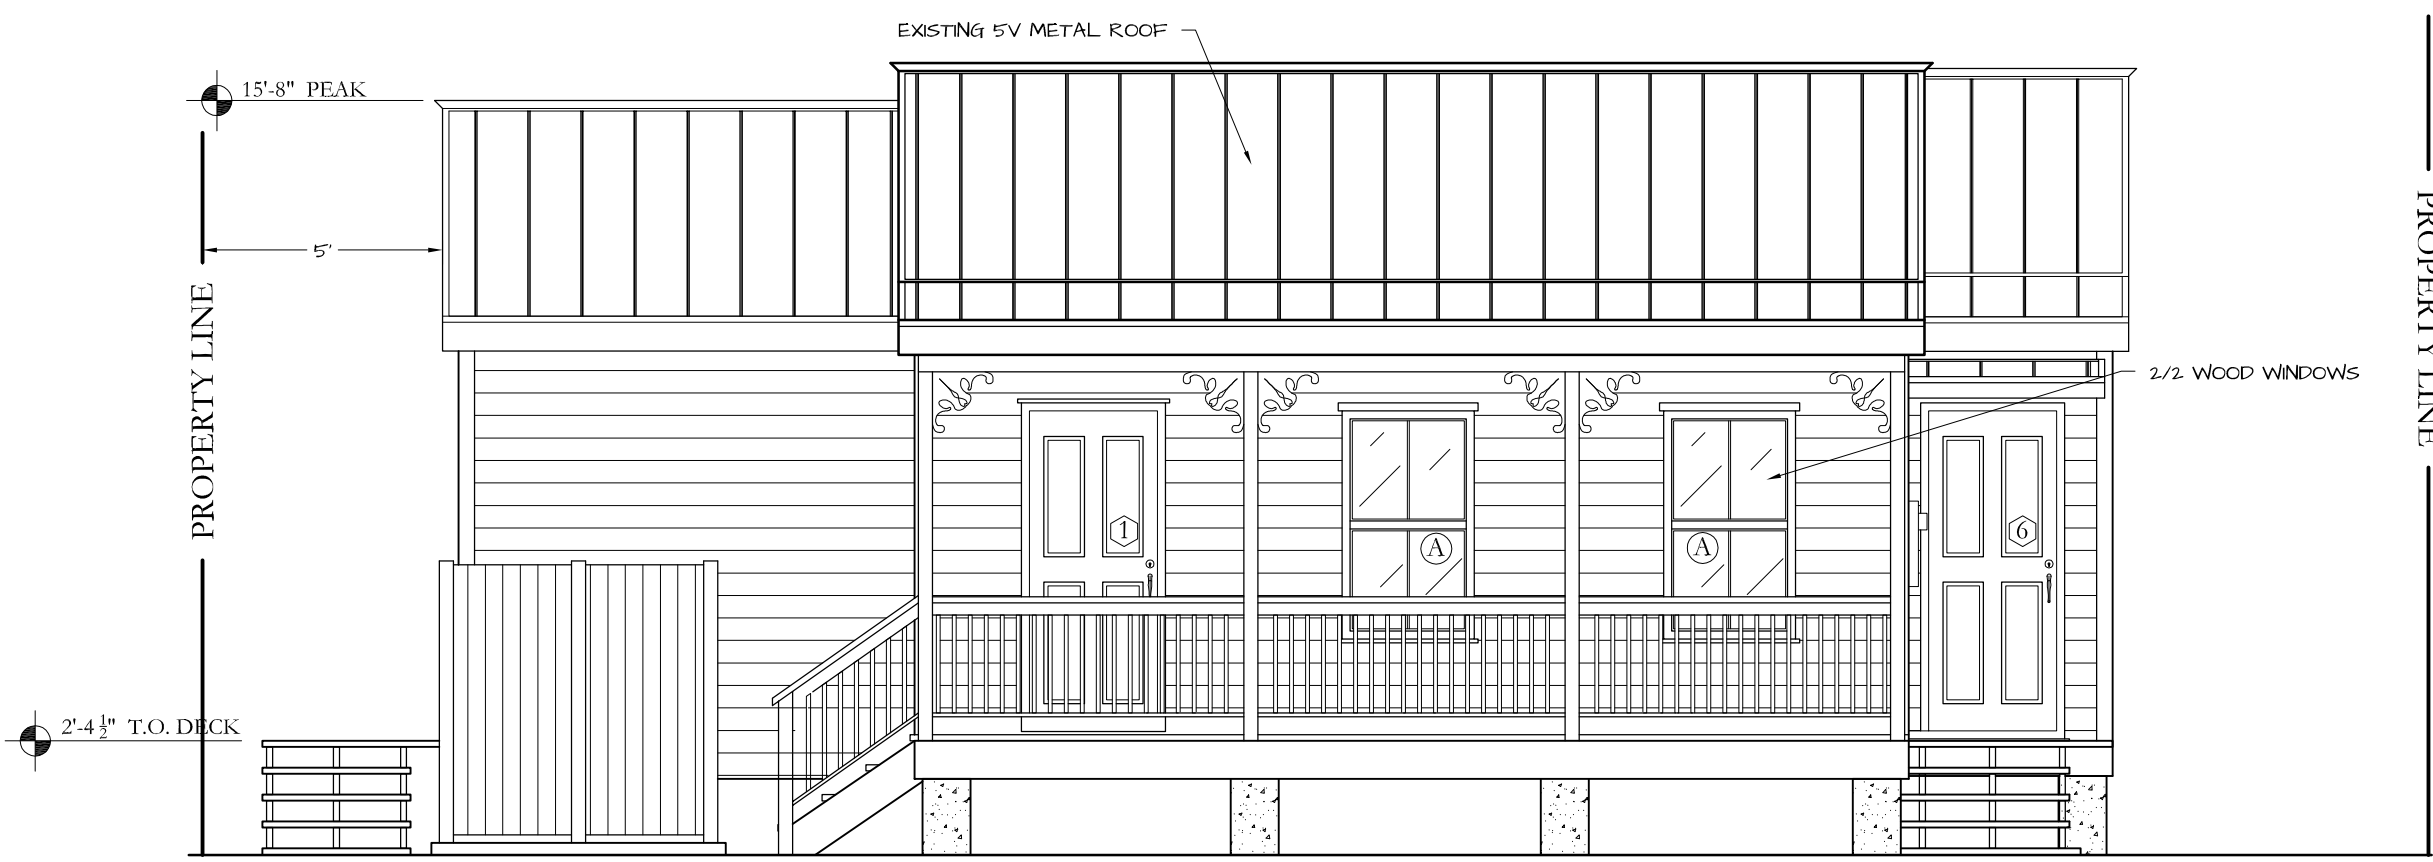 EXISTING 5V METAL ROOF
15'-8" PEAK
5'
PROPERTY LINE
PROPERTY LINE
2/2 WOOD WINDOWS
1
A
A
6
2'-4 1/2" T.O. DECK